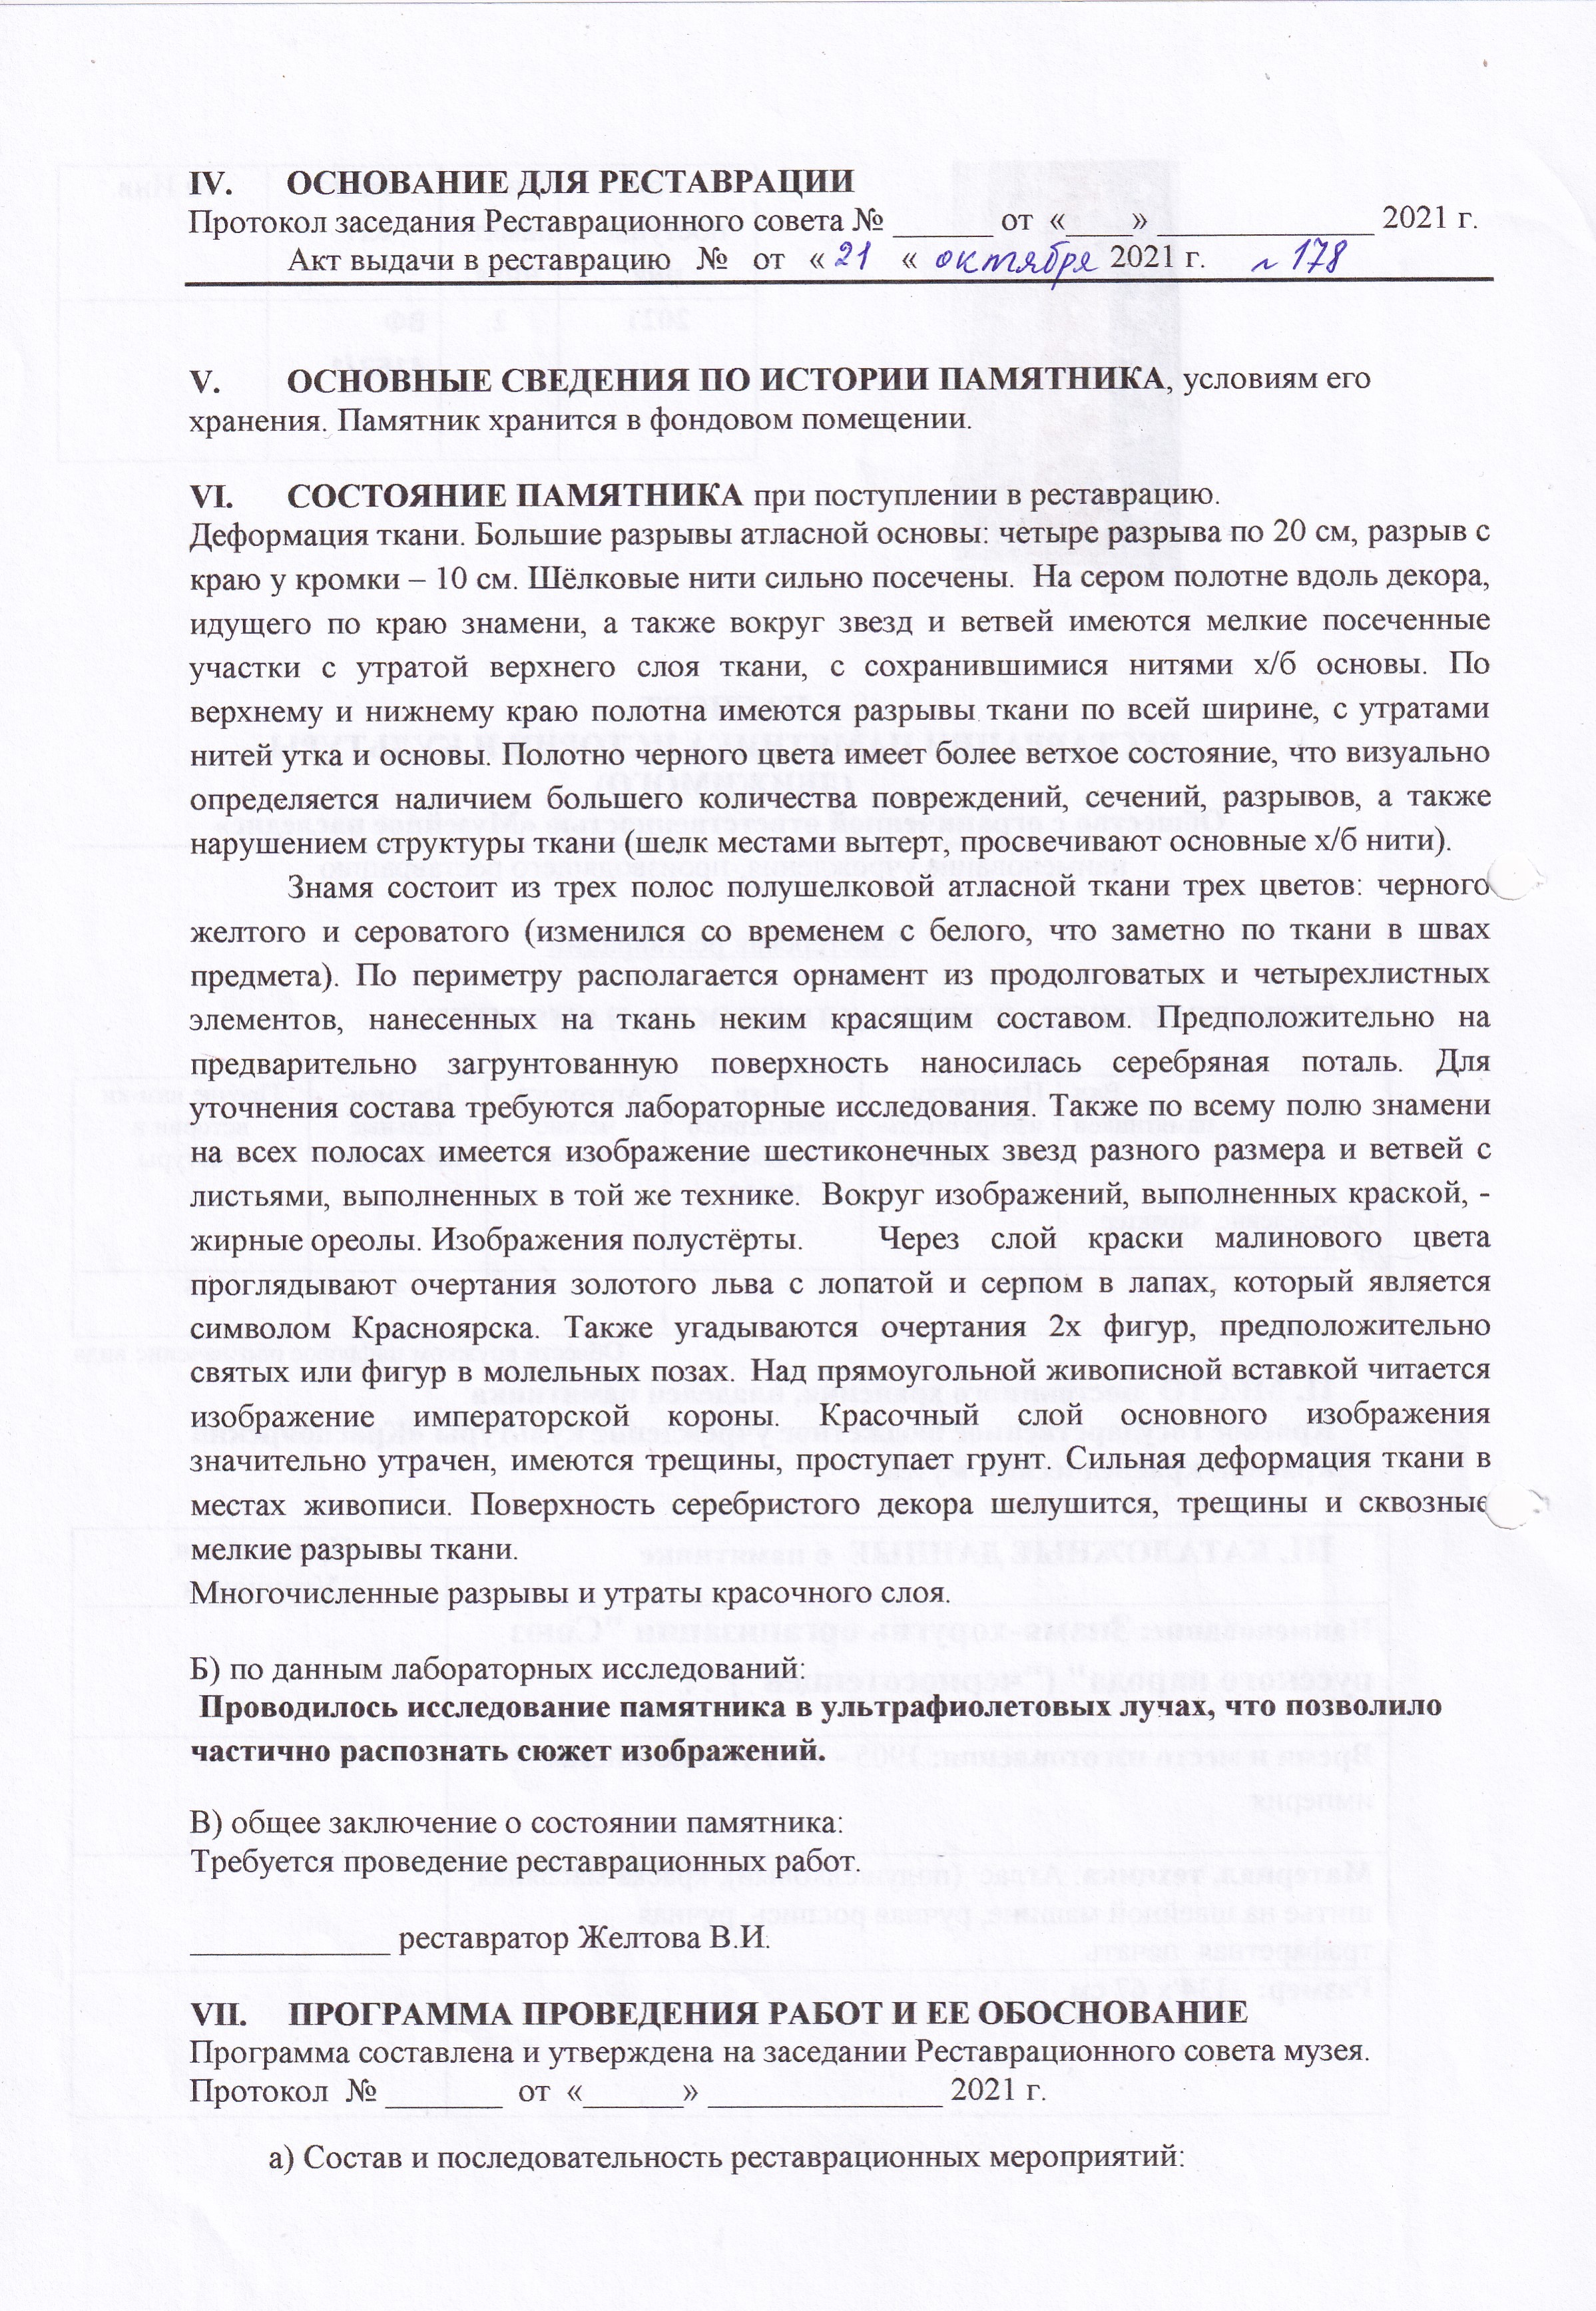 IV. ОСНОВАНИЕ ДЛЯ РЕСТАВРАЦИИ
Протокол заседания Реставрационного совета № ______ от «____» _____________ 2021 г.
Акт выдачи в реставрацию № от « 21 « октября 2021 г. № 178
V. ОСНОВНЫЕ СВЕДЕНИЯ ПО ИСТОРИИ ПАМЯТНИКА, условиям его
хранения. Памятник хранится в фондовом помещении.
VI. СОСТОЯНИЕ ПАМЯТНИКА при поступлении в реставрацию.
Деформация ткани. Большие разрывы атласной основы: четыре разрыва по 20 см, разрыв с
краю у кромки – 10 см. Шёлковые нити сильно посечены. На сером полотне вдоль декора,
идущего по краю знамени, а также вокруг звезд и ветвей имеются мелкие посеченные
участки с утратой верхнего слоя ткани, с сохранившимися нитями х/б основы. По
верхнему и нижнему краю полотна имеются разрывы ткани по всей ширине, с утратами
нитей утка и основы. Полотно черного цвета имеет более ветхое состояние, что визуально
определяется наличием большего количества повреждений, сечений, разрывов, а также
нарушением структуры ткани (шелк местами вытерт, просвечивают основные х/б нити).
Знамя состоит из трех полос полушелковой атласной ткани трех цветов: черного
желтого и сероватого (изменился со временем с белого, что заметно по ткани в швах
предмета). По периметру располагается орнамент из продолговатых и четырехлистных
элементов, нанесенных на ткань неким красящим составом. Предположительно на
предварительно загрунтованную поверхность наносилась серебряная поталь. Для
уточнения состава требуются лабораторные исследования. Также по всему полю знамени
на всех полосах имеется изображение шестиконечных звезд разного размера и ветвей с
листьями, выполненных в той же технике. Вокруг изображений, выполненных краской, -
жирные ореолы. Изображения полустёрты. Через слой краски малинового цвета
проглядывают очертания золотого льва с лопатой и серпом в лапах, который является
символом Красноярска. Также угадываются очертания 2х фигур, предположительно
святых или фигур в молельных позах. Над прямоугольной живописной вставкой читается
изображение императорской короны. Красочный слой основного изображения
значительно утрачен, имеются трещины, проступает грунт. Сильная деформация ткани в
местах живописи. Поверхность серебристого декора шелушится, трещины и сквозные
мелкие разрывы ткани.
Многочисленные разрывы и утраты красочного слоя.
Б) по данным лабораторных исследований:
Проводилось исследование памятника в ультрафиолетовых лучах, что позволило
частично распознать сюжет изображений.
В) общее заключение о состоянии памятника:
Требуется проведение реставрационных работ.
____________ реставратор Желтова В.И.
VII. ПРОГРАММА ПРОВЕДЕНИЯ РАБОТ И ЕЕ ОБОСНОВАНИЕ
Программа составлена и утверждена на заседании Реставрационного совета музея.
Протокол № _______ от «______» ______________ 2021 г.
а) Состав и последовательность реставрационных мероприятий: